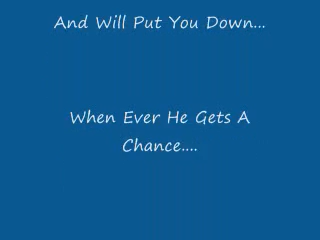 And Will Put You Down...
When Ever He Gets A
Chance....